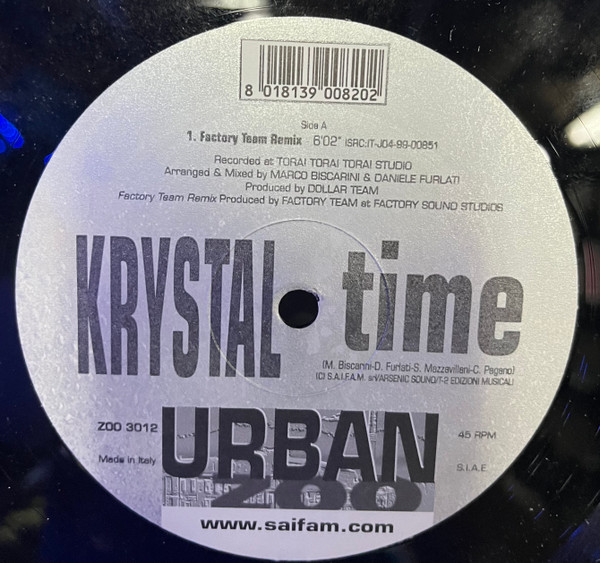 8 018139 008202
Side A
1. Factory Team Remix 6'02" ISRC:IT-J04-99-00851
Recorded at TORA! TORA! TORA! STUDIO
Arranged & Mixed by MARCO BISCARINI & DANIELE FURLATI
Produced by DOLLAR TEAM
Factory Team Remix Produced by FACTORY TEAM at FACTORY SOUND STUDIOS
KRYSTAL time
(M. Biscarini-D. Furlati-S. Mazzavillani-C. Pagano)
(C) S.A.I.F.A.M. srl/ARSENIC SOUND/T-2 EDIZIONI MUSICALI
ZOO 3012
45 RPM
Made in Italy
S.I.A.E.
URBAN
ZOO
www.saifam.com